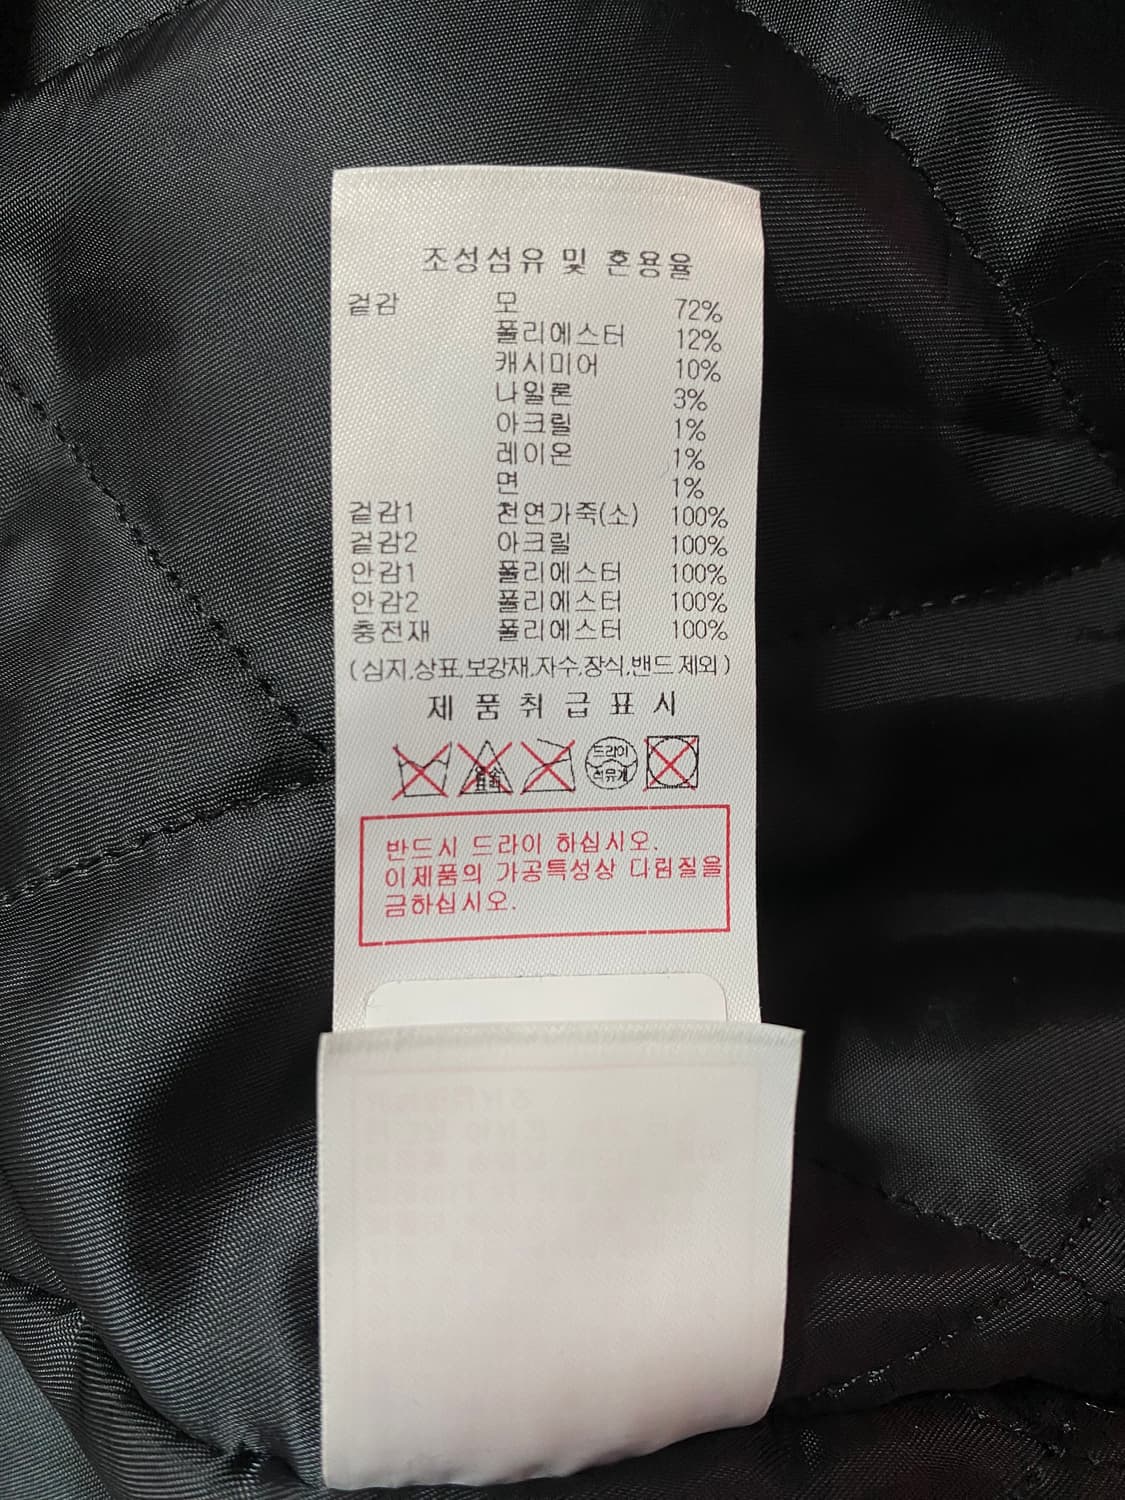 조성섬유 및 혼용율
겉감 모 72%
폴리에스터 12%
캐시미어 10%
나일론 3%
아크릴 1%
레이온 1%
면 1%
겉감1 천연가죽(소) 100%
겉감2 아크릴 100%
안감1 폴리에스터 100%
안감2 폴리에스터 100%
충전재 폴리에스터 100%
(심지,상표,보강재,자수,장식,밴드 제외)
제 품 취 급 표 시
염소 표백
드라이
석유계
반드시 드라이 하십시오.
이제품의 가공특성상 다림질을
금하십시오.